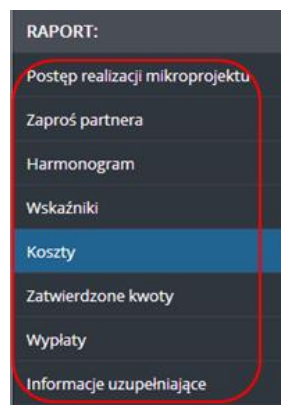 RAPORT:
Postęp realizacji mikroprojektu
Zaproś partnera
Harmonogram
Wskaźniki
Koszty
Zatwierdzone kwoty
Wypłaty
Informacje uzupełniające